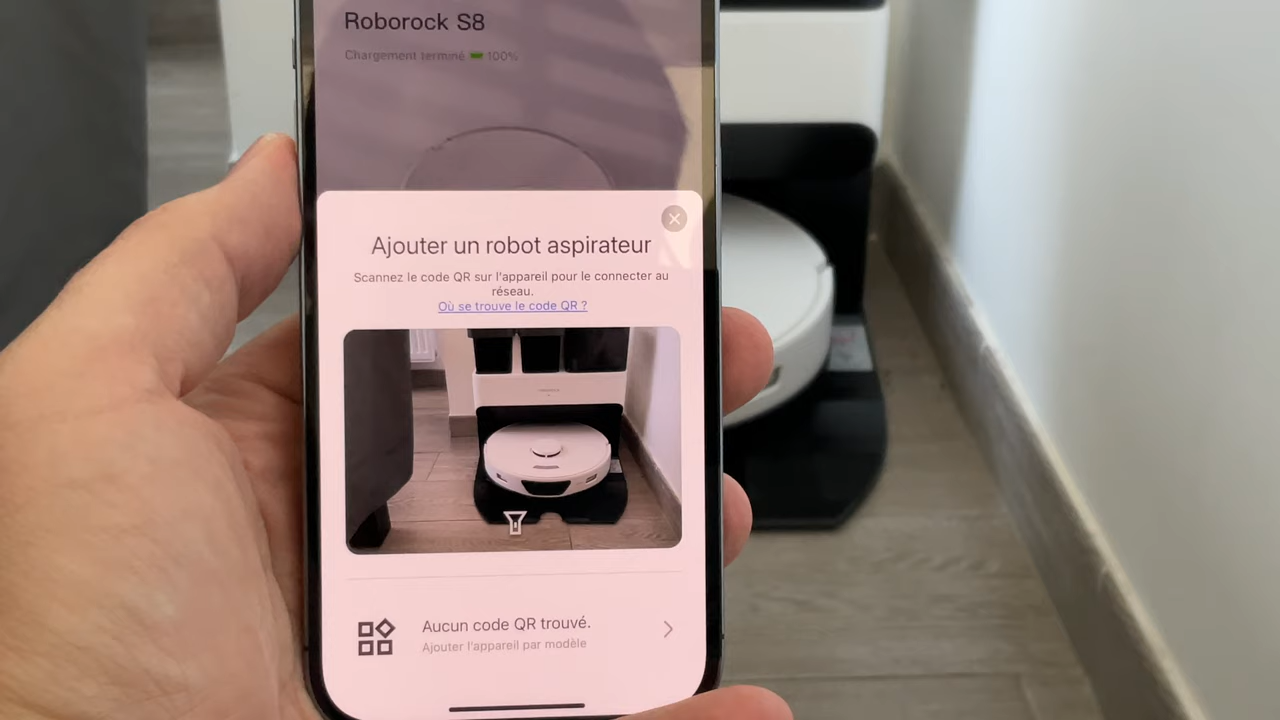 Roborock S8
Chargement terminé 100%
Ajouter un robot aspirateur
Scannez le code QR sur l'appareil pour le connecter au
réseau.
Où se trouve le code QR ?
Aucun code QR trouvé.
Ajouter l'appareil par modèle